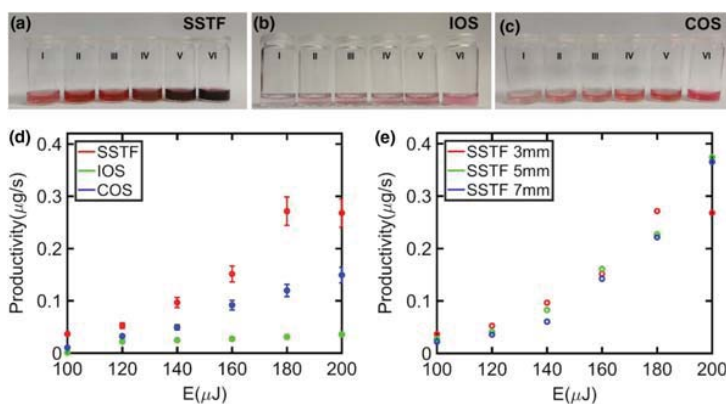 (a) SSTF
I II III IV V VI
(b) IOS
I II III IV V VI
(c) COS
I II III IV V VI
(d)
0.4
0.3
0.2
0.1
0
Productivity(μg/s)
SSTF
IOS
COS
100 120 140 160 180 200
E(μJ)
(e)
0.4
0.3
0.2
0.1
0
Productivity(μg/s)
SSTF 3mm
SSTF 5mm
SSTF 7mm
100 120 140 160 180 200
E(μJ)